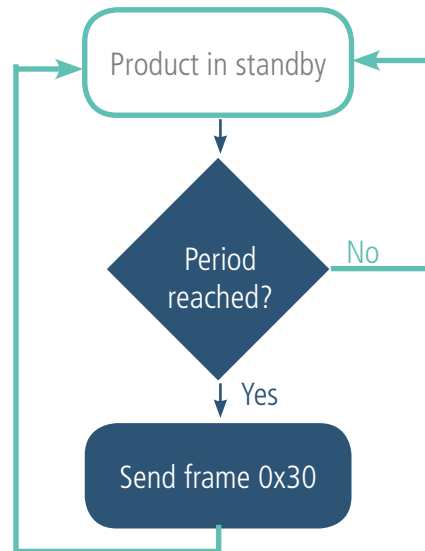 Product in standby
Period
reached?
No
Yes
Send frame 0x30